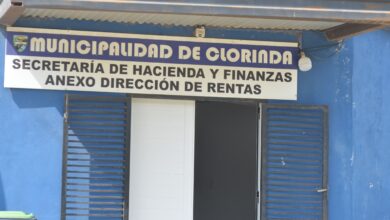 MUNICIPALIDAD DE CLORINDA
SECRETARÍA DE HACIENDA Y FINANZAS
ANEXO DIRECCIÓN DE RENTAS